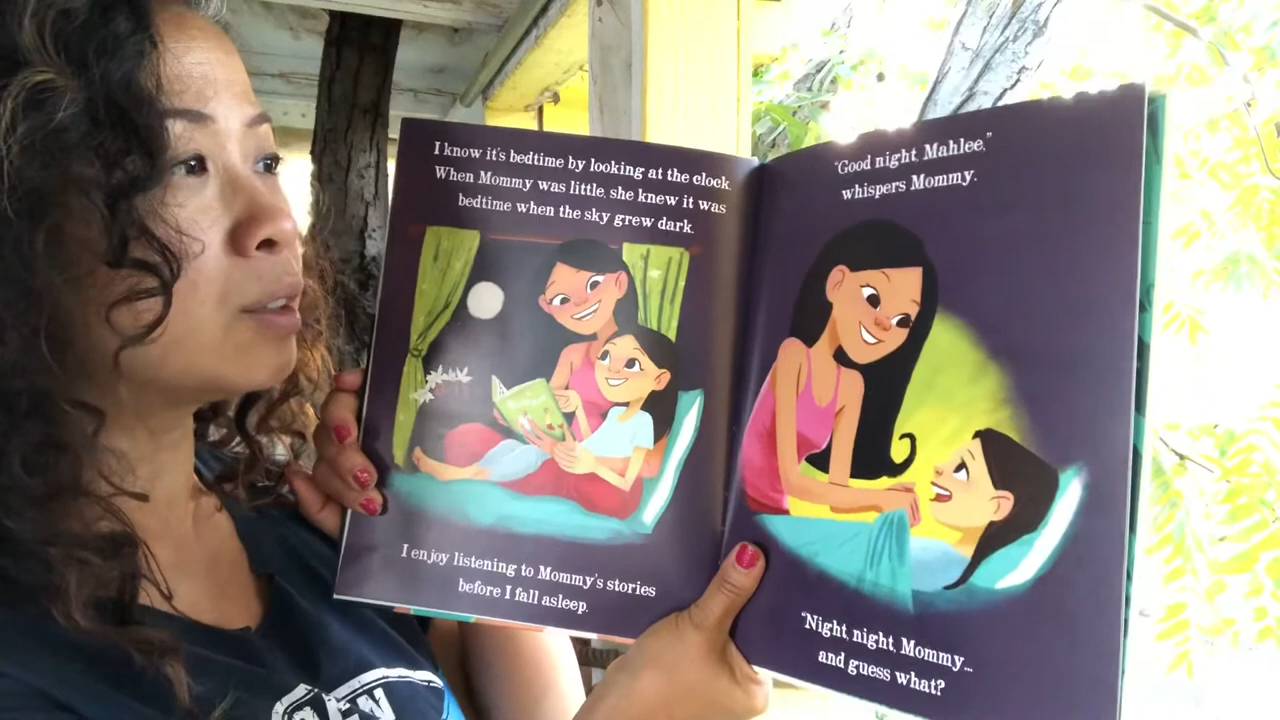 I know it's bedtime by looking at the clock.
When Mommy was little, she knew it was
bedtime when the sky grew dark.
I enjoy listening to Mommy's stories
before I fall asleep.
"Good night, Mahlee,"
whispers Mommy.
"Night, night, Mommy...
and guess what?